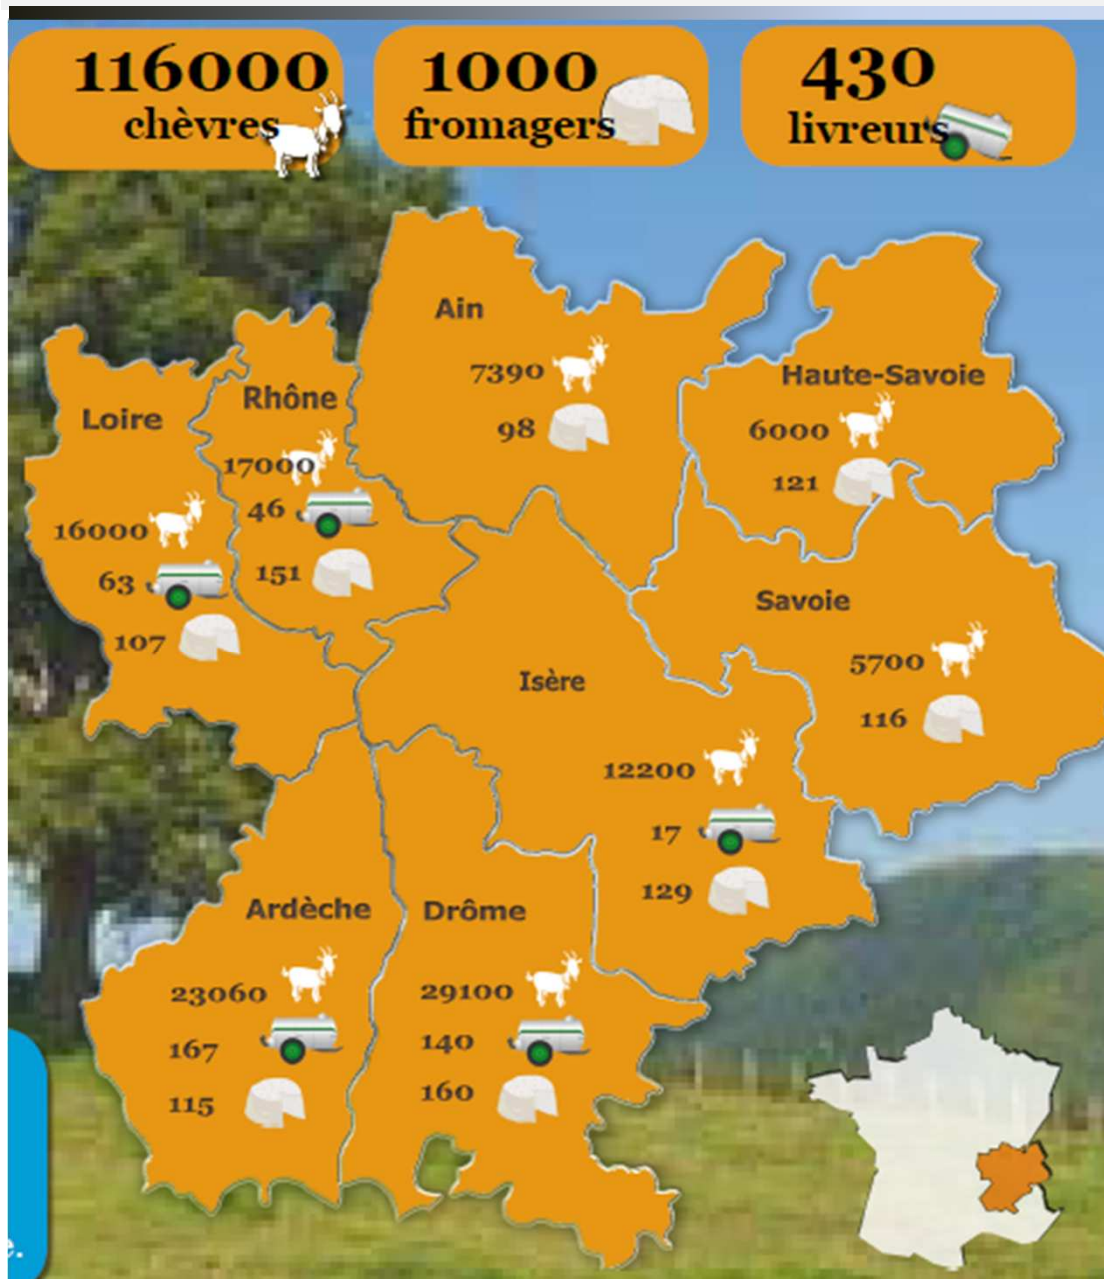 116000
chèvres
1000
fromagers
430
livreurs
Ain
7390
98
Haute-Savoie
6000
121
Rhône
17000
46
151
Loire
16000
63
107
Savoie
5700
116
Isère
12200
17
129
Ardèche
23060
167
115
Drôme
29100
140
160
e.